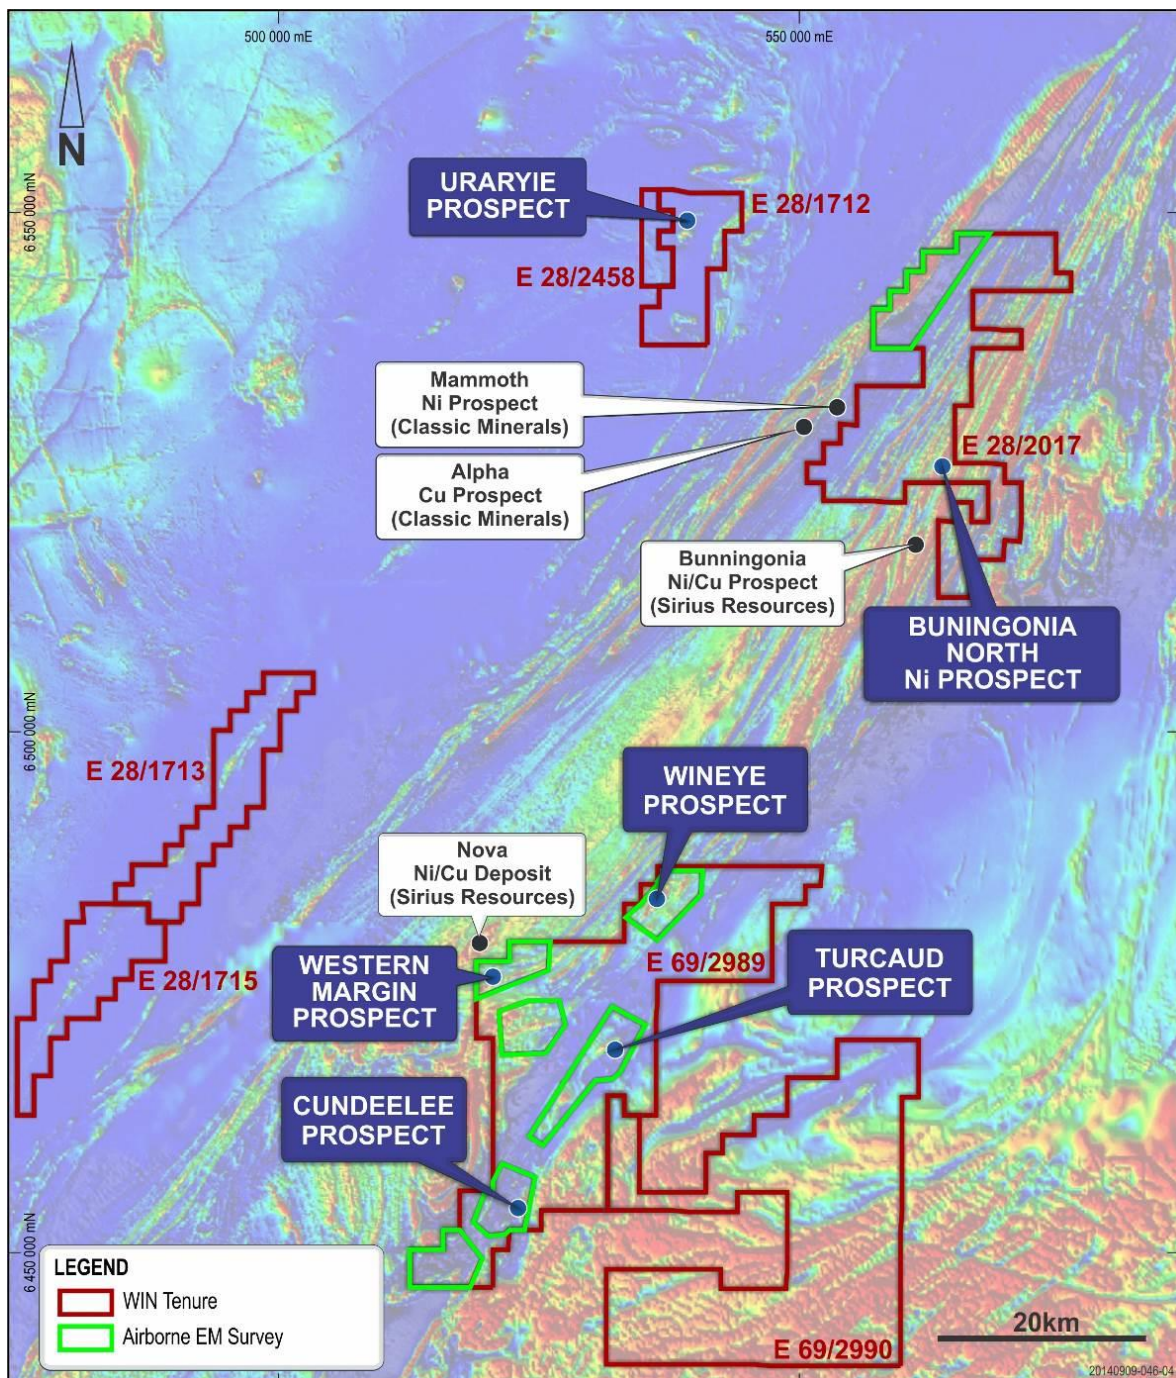 500 000 mE
550 000 mE
N
6 550 000 mN
URARYIE
PROSPECT
E 28/1712
E 28/2458
Mammoth
Ni Prospect
(Classic Minerals)
Alpha
Cu Prospect
(Classic Minerals)
E 28/2017
Bunningonia
Ni/Cu Prospect
(Sirius Resources)
BUNINGONIA
NORTH
Ni PROSPECT
6 500 000 mN
E 28/1713
WINEYE
PROSPECT
Nova
Ni/Cu Deposit
(Sirius Resources)
E 28/1715
WESTERN
MARGIN
PROSPECT
E 69/2989
TURCAUD
PROSPECT
CUNDEELEE
PROSPECT
6 450 000 mN
LEGEND
WIN Tenure
Airborne EM Survey
20km
E 69/2990
20140909-046-04